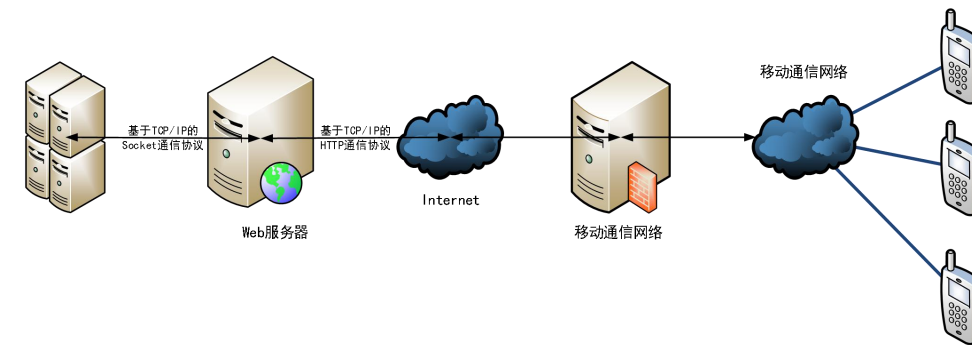 移动通信网络
基于TCP/IP的
Socket通信协议
基于TCP/IP的
HTTP通信协议
Internet
Web服务器
移动通信网络